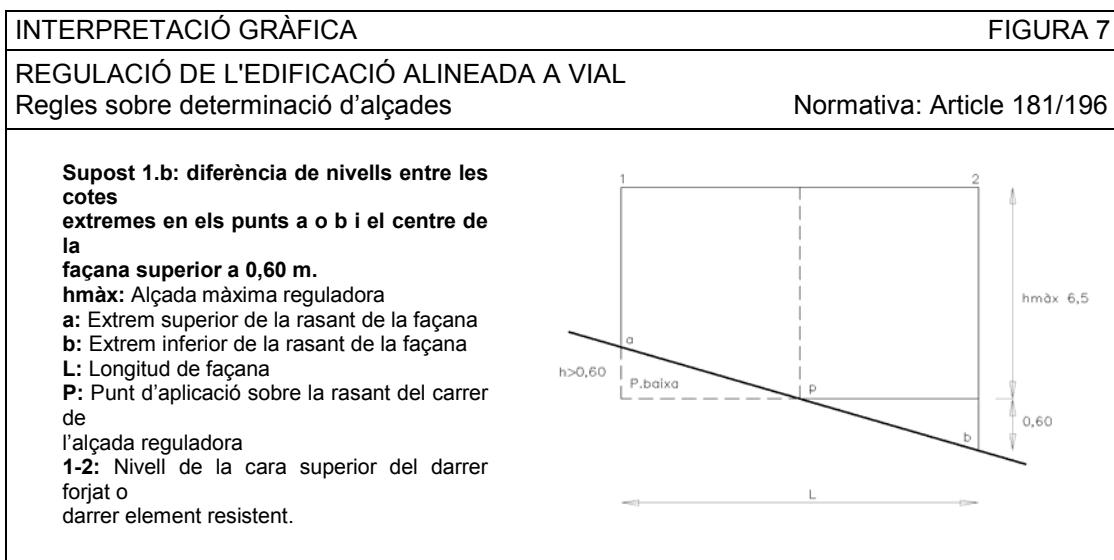 INTERPRETACIÓ GRÀFICA FIGURA 7
REGULACIÓ DE L'EDIFICACIÓ ALINEADA A VIAL
Regles sobre determinació d'alçades Normativa: Article 181/196
Supost 1.b: diferència de nivells entre les
cotes
extremes en els punts a o b i el centre de
la
façana superior a 0,60 m.
hmàx: Alçada màxima reguladora
a: Extrem superior de la rasant de la façana
b: Extrem inferior de la rasant de la façana
L: Longitud de façana
P: Punt d'aplicació sobre la rasant del carrer
de
l'alçada reguladora
1-2: Nivell de la cara superior del darrer
forjat o
darrer element resistent.
1 2
hmàx 6,5
a
h>0,60
P.baixa
p
0,60
b
L